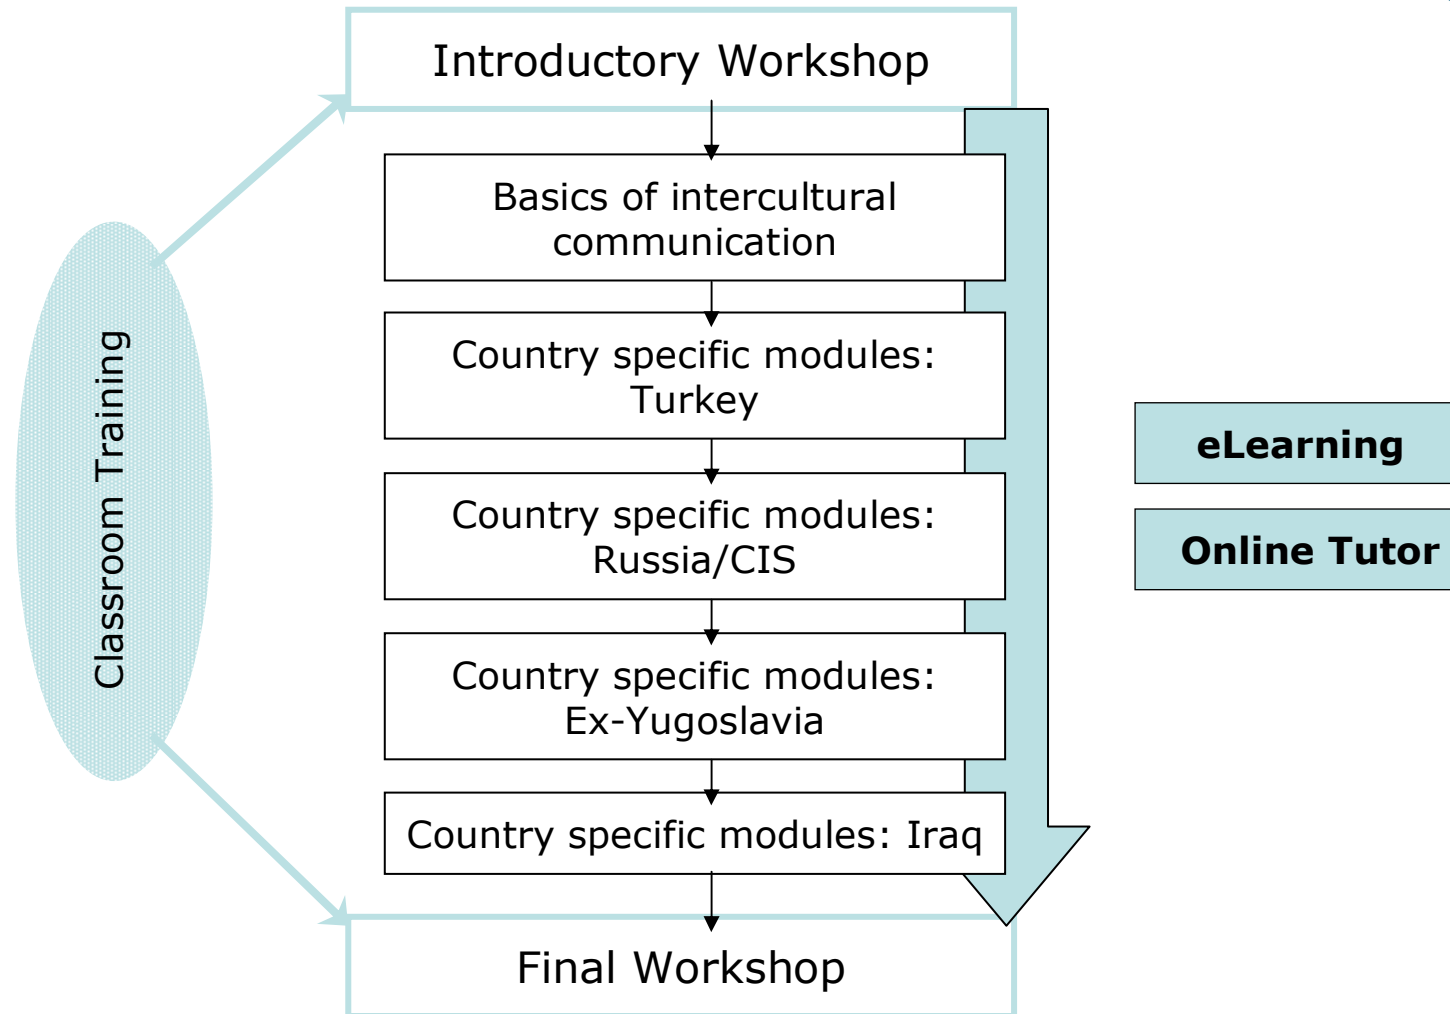 Introductory Workshop
Basics of intercultural
communication
Country specific modules:
Turkey
Country specific modules:
Russia/CIS
Country specific modules:
Ex-Yugoslavia
Country specific modules: Iraq
Final Workshop
Classroom Training
eLearning
Online Tutor